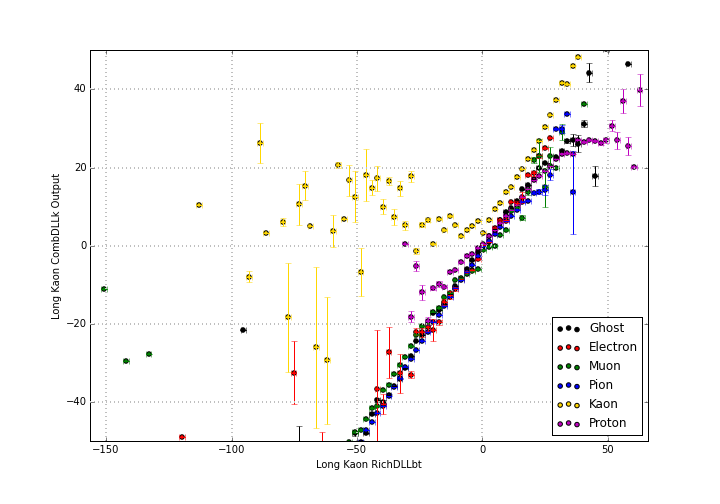 40
20
0
−20
−40
−150
−100
−50
0
50
Long Kaon CombDLLk Output
Long Kaon RichDLLbt
Ghost
Electron
Muon
Pion
Kaon
Proton